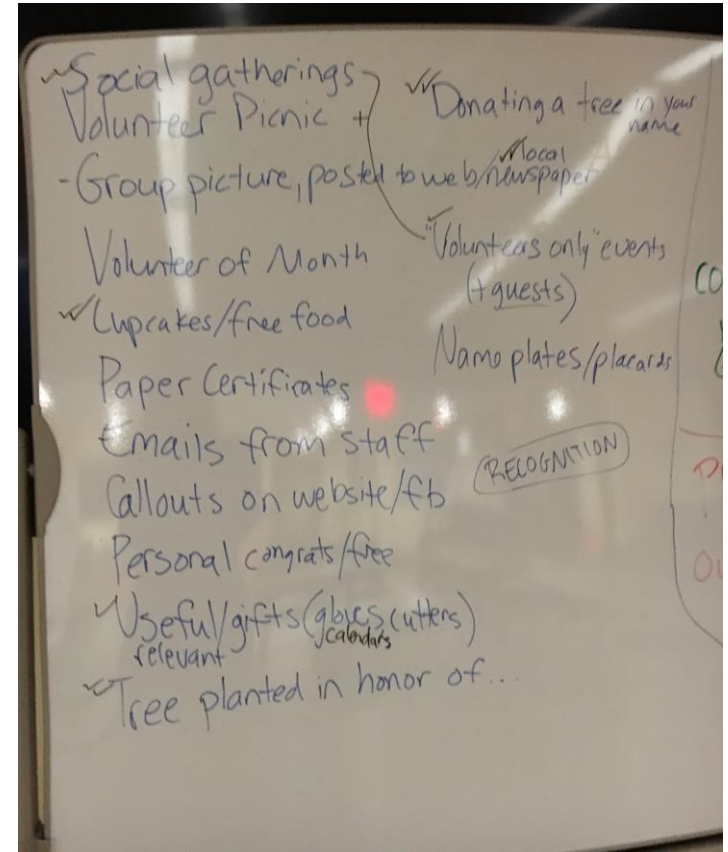 Social gatherings
Volunteer Picnic +
- Group picture, posted to web/newspaper
local
Volunteer of Month
Cupcakes/free food
Paper Certificates
Emails from staff
Callouts on website/fb
Personal congrats/free
Useful/gifts (gloves, cutters)
relevant
calendars
Tree planted in honor of...
Donating a tree in your
name
"Volunteers only" events
(+ guests)
Name plates/placards
RECOGNITION